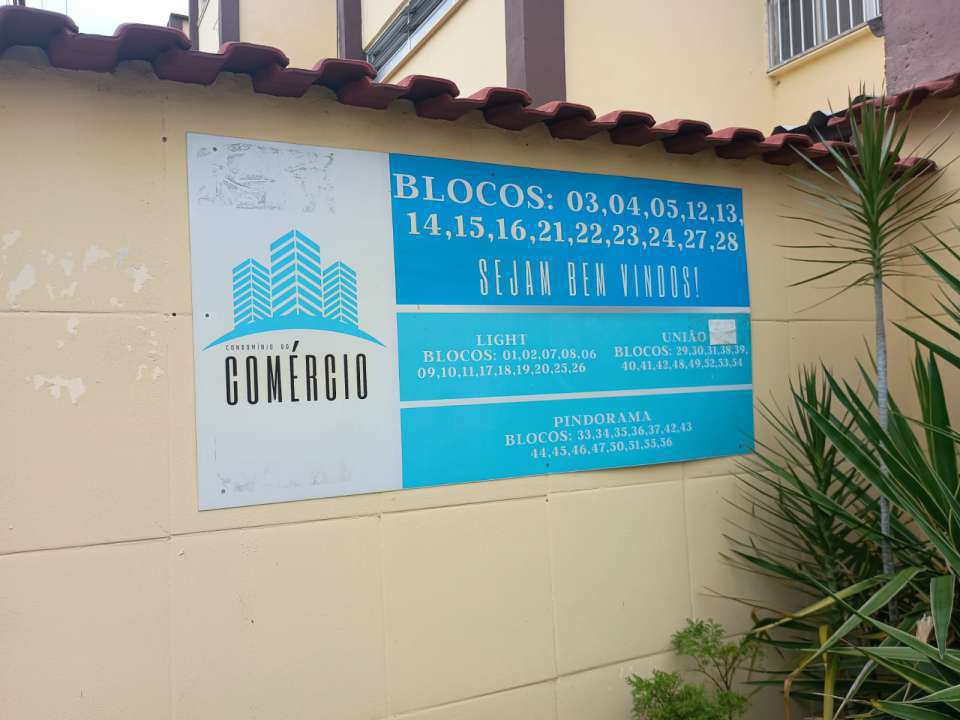 CONDOMÍNIO DO
COMÉRCIO
BLOCOS: 03,04,05,12,13,
14,15,16,21,22,23,24,27,28
SEJAM BEM VINDOS!
LIGHT
BLOCOS: 01,02,07,08,06
09,10,11,17,18,19,20,25,26
UNIÃO
BLOCOS: 29,30,31,38,39,
40,41,42,48,49,52,53,54
PINDORAMA
BLOCOS: 33,34,35,36,37,42,43
44,45,46,47,50,51,55,56